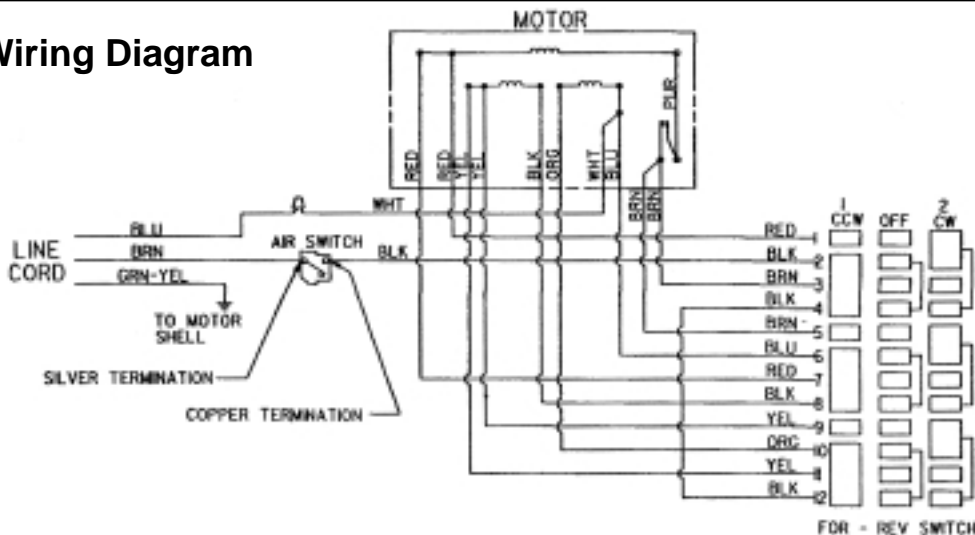 Wiring Diagram
MOTOR
PUR
RED
RED
YEL
YEL
BLK
ORG
WHT
BLU
BRN
BRN
WHT
LINE
CORD
BLU
BRN
GRN-YEL
AIR SWITCH
BLK
TO MOTOR
SHELL
SILVER TERMINATION
COPPER TERMINATION
1
CCW
OFF
2
CW
RED 1
BLK 2
BRN 3
BLK 4
BRN 5
BLU 6
RED 7
BLK 8
YEL 9
ORG 10
YEL 11
BLK 12
FOR - REV SWITCH